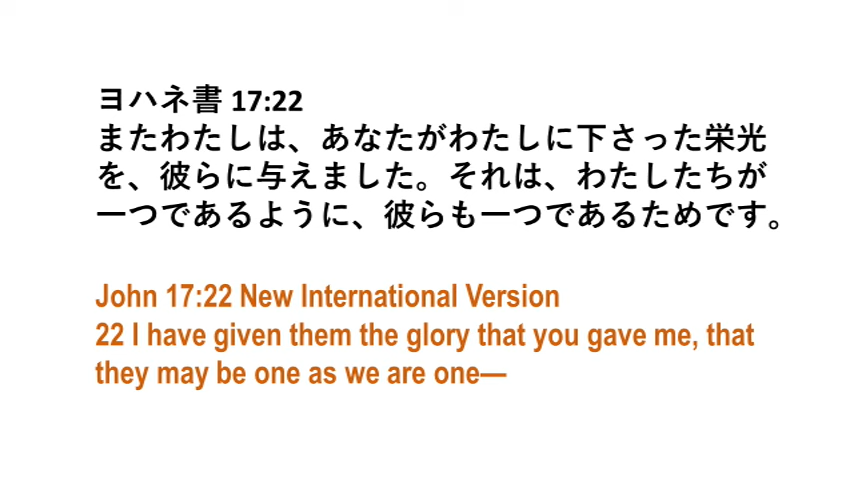 ヨハネ書 17:22
またわたしは、あなたがわたしに下さった栄光
を、彼らに与えました。それは、わたしたちが
一つであるように、彼らも一つであるためです。
John 17:22 New International Version
22 I have given them the glory that you gave me, that
they may be one as we are one—